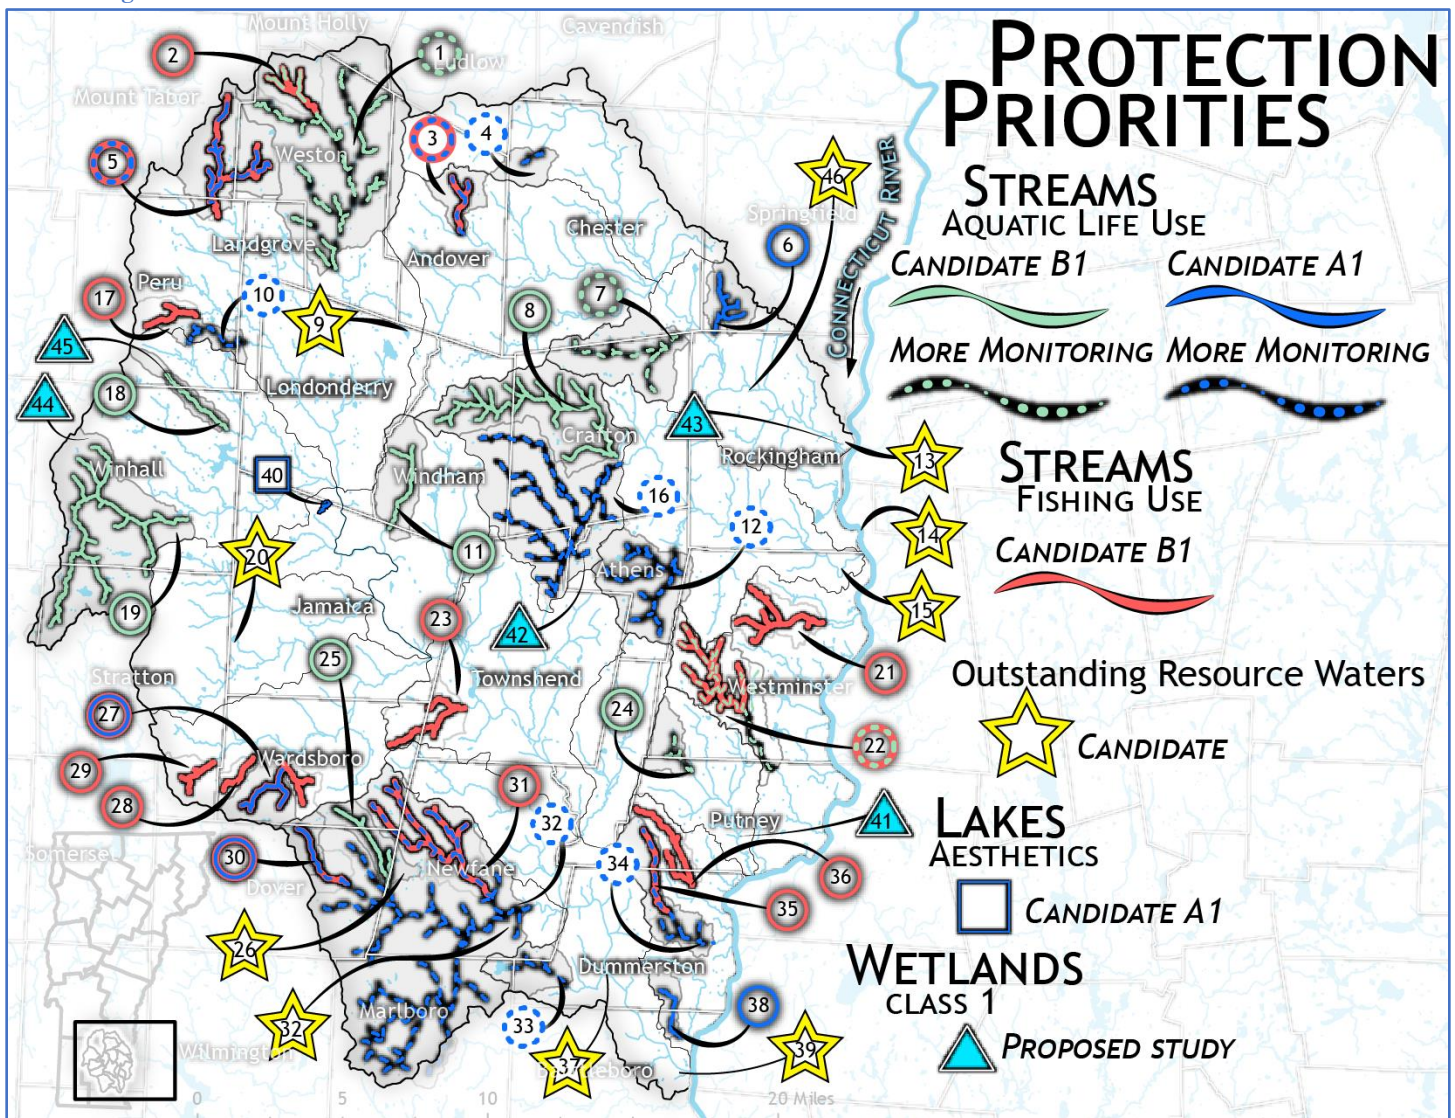 PROTECTION
PRIORITIES
STREAMS
AQUATIC LIFE USE
CANDIDATE B1
CANDIDATE A1
MORE MONITORING
MORE MONITORING
STREAMS
FISHING USE
CANDIDATE B1
Outstanding Resource Waters
CANDIDATE
LAKES
AESTHETICS
CANDIDATE A1
WETLANDS
CLASS 1
PROPOSED STUDY
Mount Holly
Cavendish
2
1
Ludlow
Mount Tabor
3
4
5
Weston
46
CONNECTICUT RIVER
Springfield
6
Chester
Landgrove
Andover
Peru
17
10
9
8
7
45
Londonderry
18
44
43
Grafton
Rockingham
13
Winhall
40
Windham
16
12
14
20
11
Athens
15
19
Jamaica
23
42
25
Townshend
21
Stratton
Westminster
27
24
22
29
Wardsboro
28
31
32
Putney
41
Somerset
30
Dover
Newfane
34
36
35
26
Dummerston
Marlboro
33
38
32
Wilmington
37
39
Brattleboro
0
5
10
20 Miles